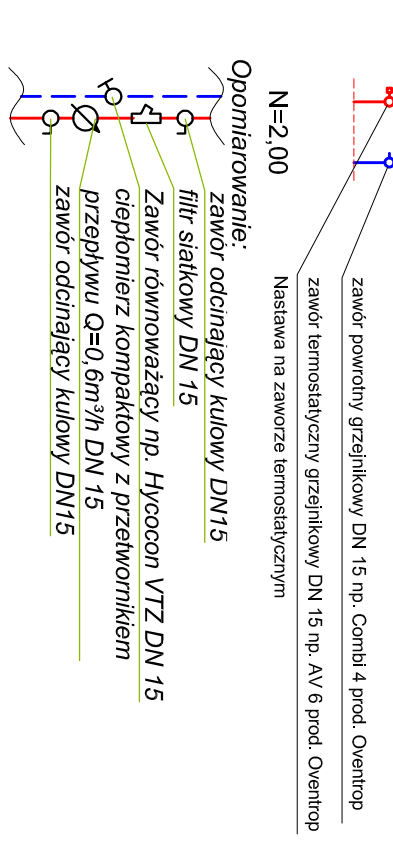 zawór powrotny grzejnikowy DN 15 np. Combi 4 prod. Oventrop
zawór termostatyczny grzejnikowy DN 15 np. AV 6 prod. Oventrop
Nastawa na zaworze termostatycznym
N=2,00
Opomiarowanie:
zawór odcinający kulowy DN15
filtr siatkowy DN 15
Zawór równoważący np. Hycocon VTZ DN 15
ciepłomierz kompaktowy z przetwornikiem
przepływu Q=0,6m³/h DN 15
zawór odcinający kulowy DN15